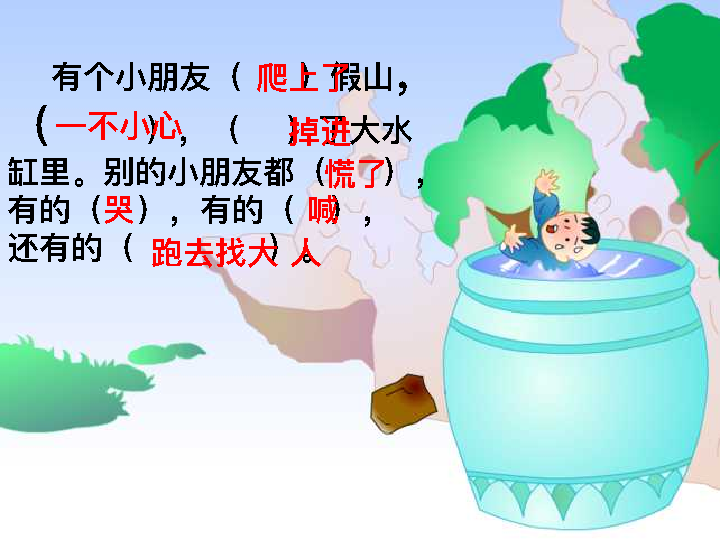 有个小朋友（爬上了）假山，
（一不小心），（掉进）了大水
缸里。别的小朋友都（慌了），
有的（哭），有的（喊），
还有的（跑去找大人）。